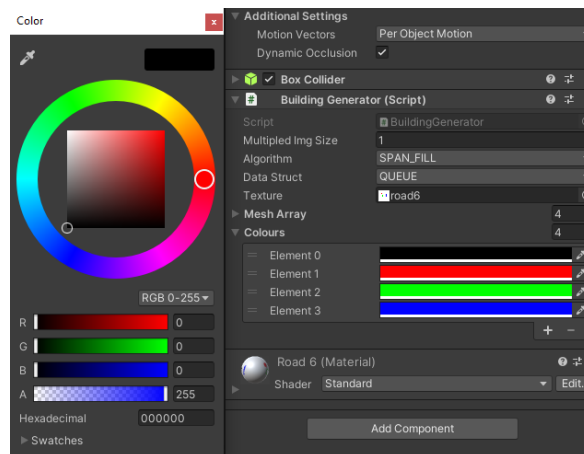 Color
x
RGB 0-255
R 0
G 0
B 0
A 255
Hexadecimal 000000
Swatches
Additional Settings
Motion Vectors Per Object Motion
Dynamic Occlusion
Box Collider
# Building Generator (Script)
Script BuildingGenerator
Multipled Img Size 1
Algorithm SPAN_FILL
Data Struct QUEUE
Texture road6
Mesh Array 4
Colours 4
Element 0
Element 1
Element 2
Element 3
+ −
Road 6 (Material)
Shader Standard Edit.
Add Component